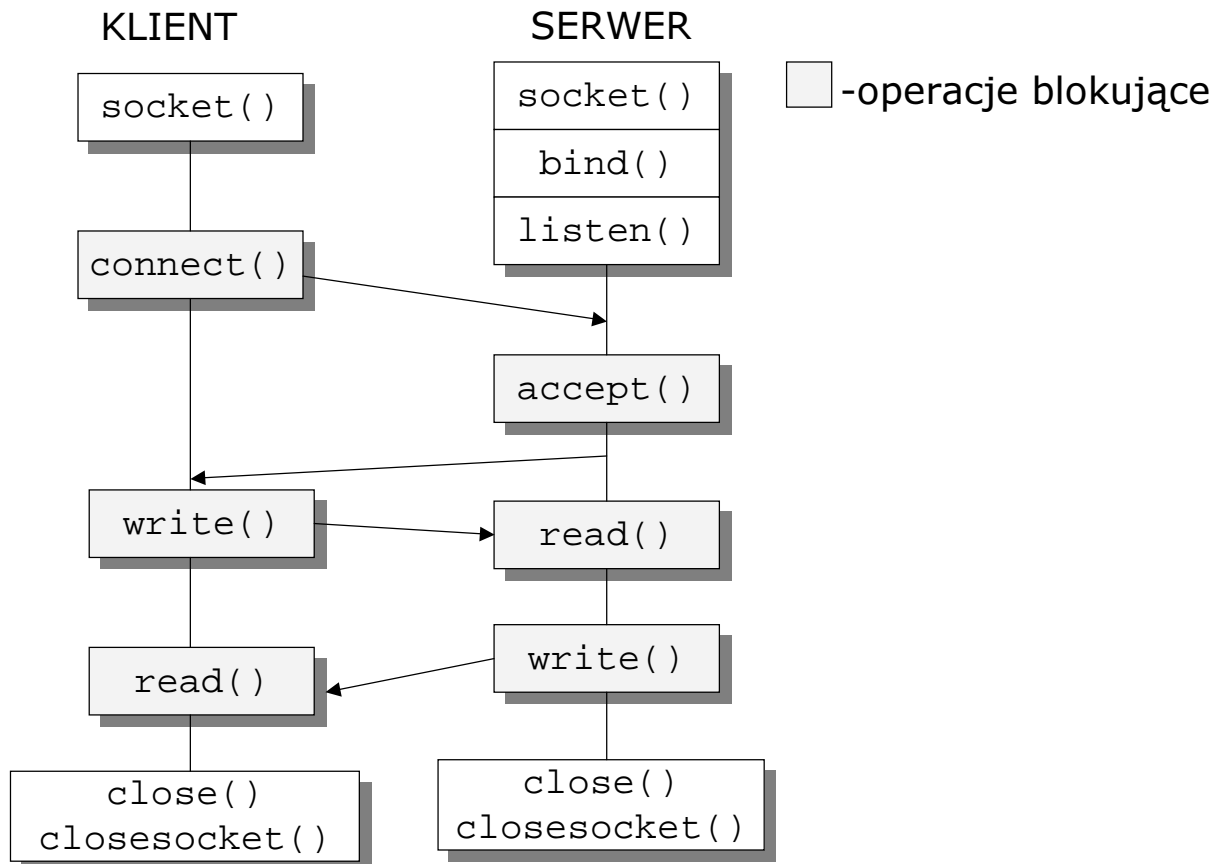 KLIENT
socket()
connect()
write()
read()
close()
closesocket()
SERWER
socket()
bind()
listen()
accept()
read()
write()
close()
closesocket()
-operacje blokujące